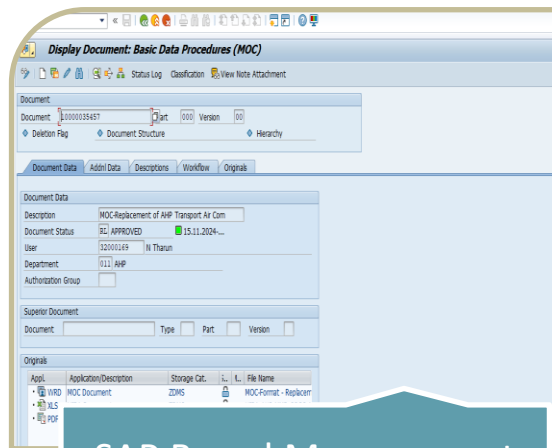 Display Document: Basic Data Procedures (MOC)
Status Log Classification View Note Attachment
Document
Document 10000035457 Part 000 Version 00
Deletion Flag Document Structure Hierarchy
Document Data Addnl Data Descriptions Workflow Originals
Document Data
Description MOC-Replacement of AHP Transport Air Com
Document Status RL APPROVED 15.11.2024-...
User 32000169 N Tharun
Department 011 AHP
Authorization Group
Superior Document
Document Type Part Version
Originals
Appl. Application/Description Storage Cat. i.. t.. File Name
WRD MOC Document ZDMS MOC-Format - Replacem
XLS
PDF